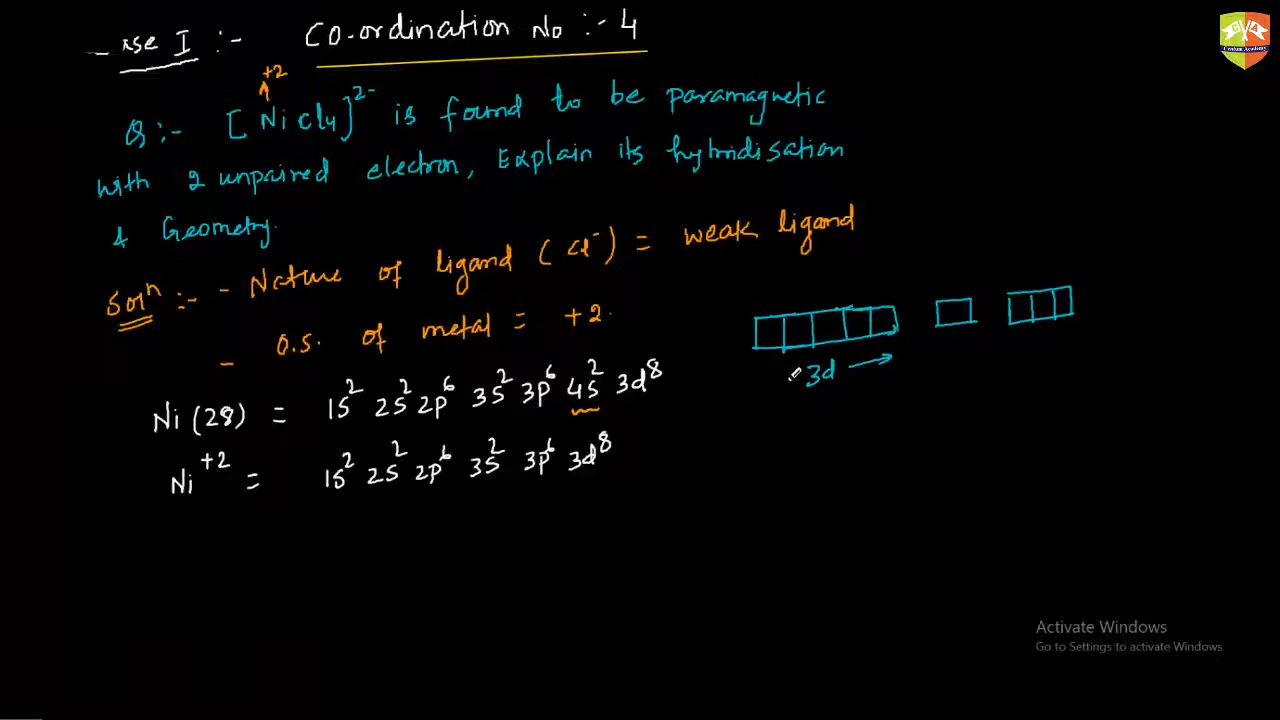 Case I :- Co-ordination No :- 4
+2
Q :- [NiCl4]²⁻ is found to be paramagnetic
with 2 unpaired electron, Explain its hybridisation
& Geometry.
Solⁿ :- - Nature of ligand (Cl⁻) = weak ligand
- O.S. of metal = +2.
3d →
Ni (28) = 1s² 2s² 2p⁶ 3s² 3p⁶ 4s² 3d⁸
Ni⁺² = 1s² 2s² 2p⁶ 3s² 3p⁶ 3d⁸
Centum Academy
Activate Windows
Go to Settings to activate Windows.